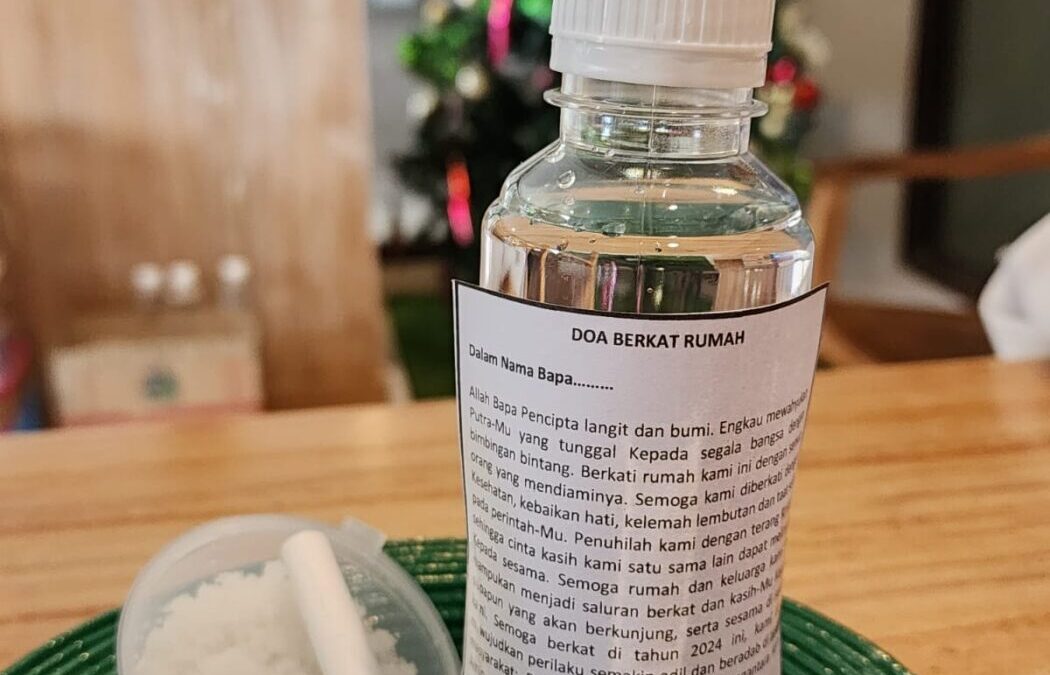 DOA BERKAT RUMAH
Dalam Nama Bapa.........
Allah Bapa Pencipta langit dan bumi. Engkau mewahyukan
Putra-Mu yang tunggal Kepada segala bangsa
bimbingan bintang. Berkati rumah kami ini dengan
orang yang mendiaminya. Semoga kami diberkati
Kesehatan, kebaikan hati, kelemah lembutan dan
pada perintah-Mu. Penuhilah kami dengan terang
sehingga cinta kasih kami satu sama lain dapat
Kepada sesama. Semoga rumah dan keluarga
menjadi saluran berkat dan kasih-Mu
yang akan berkunjung, serta sesama di
Semoga berkat di tahun 2024 ini,
perilaku semakin adil dan beradab di